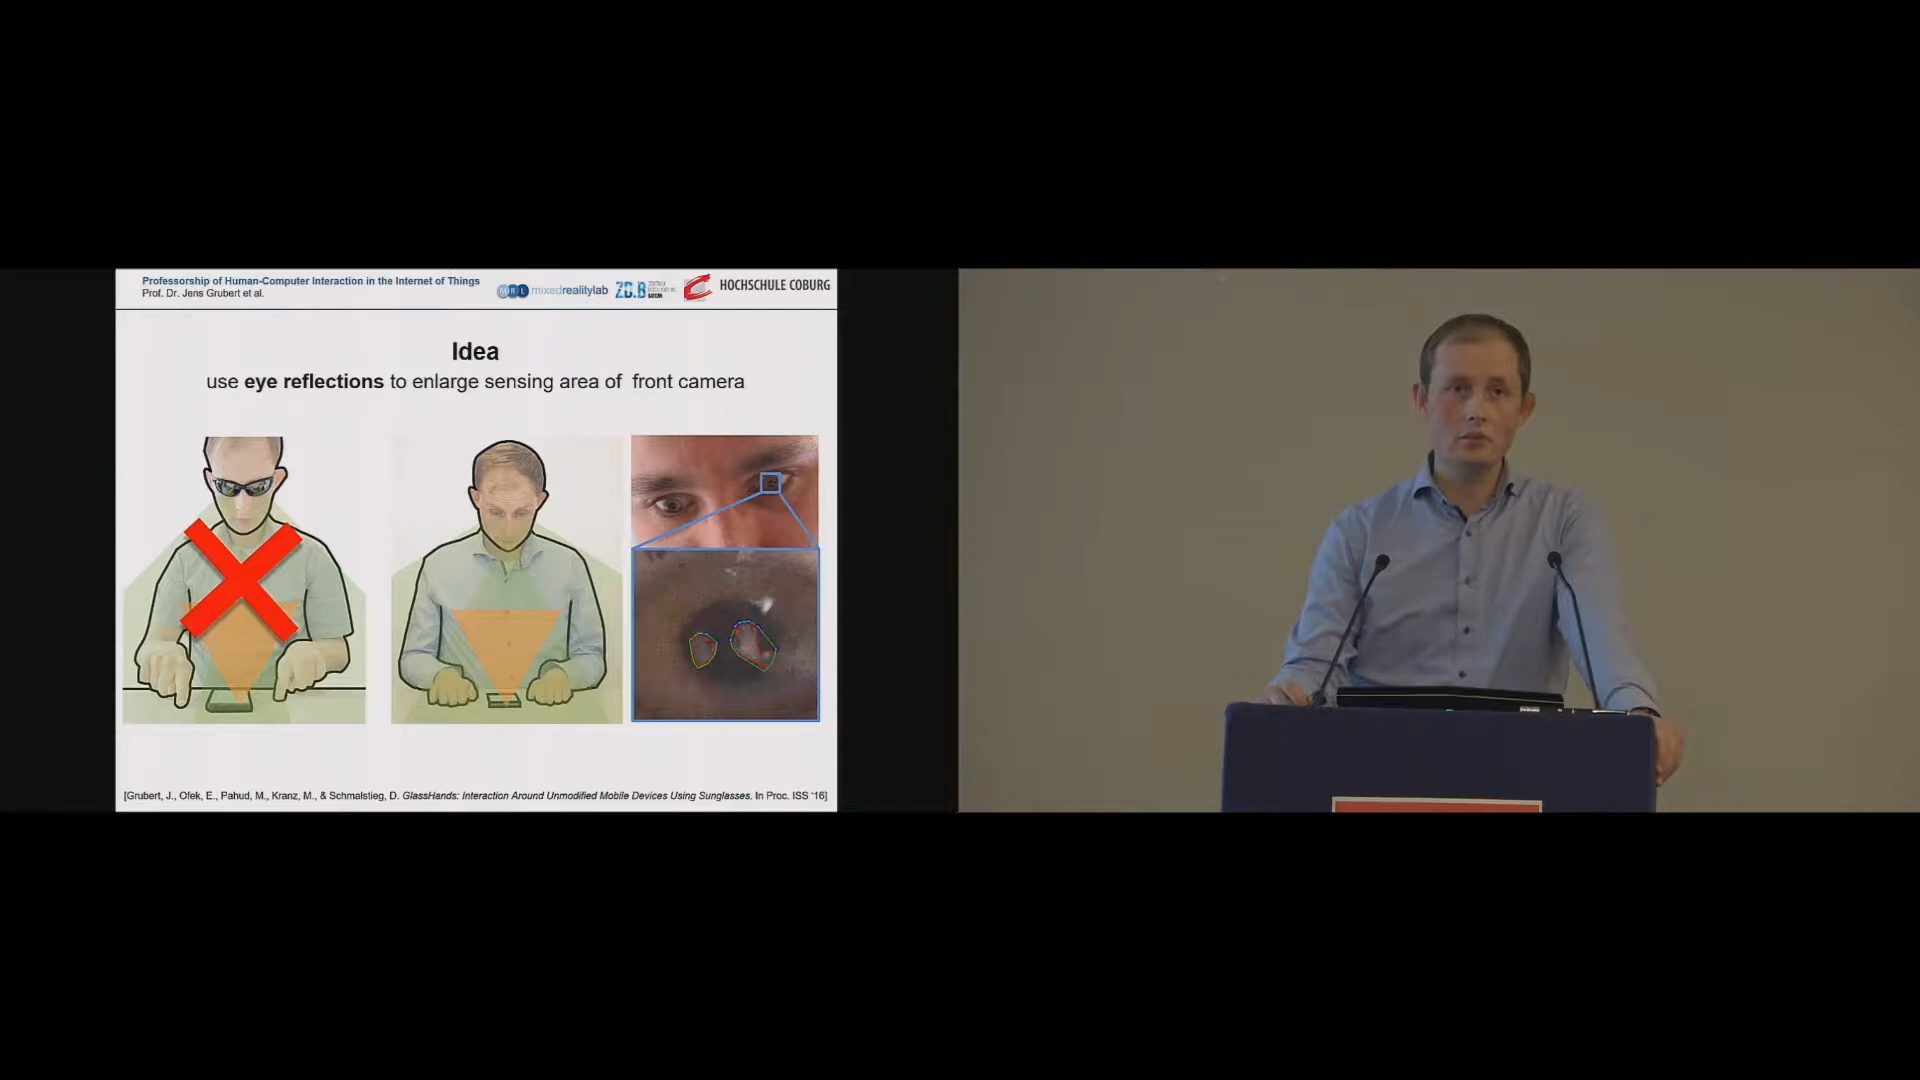 Professorship of Human-Computer Interaction in the Internet of Things
Prof. Dr. Jens Grubert et al.
MRL mixedrealitylab ZD.B HOCHSCHULE COBURG
Idea
use eye reflections to enlarge sensing area of front camera
[Grubert, J., Ofek, E., Pahud, M., Kranz, M., & Schmalstieg, D. GlassHands: Interaction Around Unmodified Mobile Devices Using Sunglasses. In Proc. ISS '16]